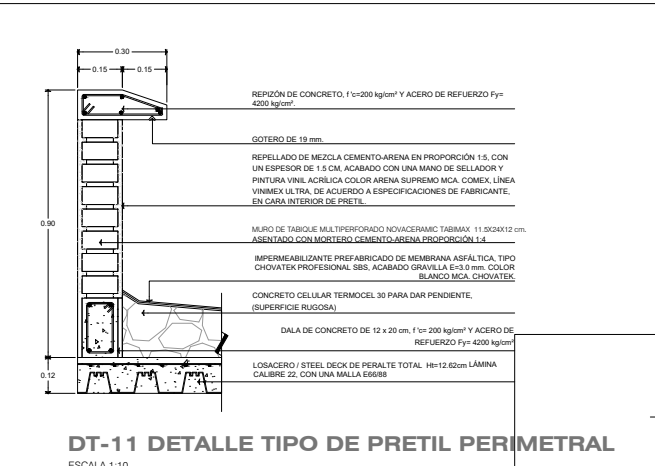 0.30
0.15
0.15
0.90
0.12
REPIZÓN DE CONCRETO, f 'c=200 kg/cm² Y ACERO DE REFUERZO Fy=
4200 kg/cm².
GOTERO DE 19 mm.
REPELLADO DE MEZCLA CEMENTO-ARENA EN PROPORCIÓN 1:5, CON
UN ESPESOR DE 1.5 CM, ACABADO CON UNA MANO DE SELLADOR Y
PINTURA VINIL ACRÍLICA COLOR ARENA SUPREMO MCA. COMEX, LÍNEA
VINIMEX ULTRA, DE ACUERDO A ESPECIFICACIONES DE FABRICANTE,
EN CARA INTERIOR DE PRETIL.
MURO DE TABIQUE MULTIPERFORADO NOVACERAMIC TABIMAX 11.5X24X12 cm.
ASENTADO CON MORTERO CEMENTO-ARENA PROPORCIÓN 1:4
IMPERMEABILIZANTE PREFABRICADO DE MEMBRANA ASFÁLTICA, TIPO
CHOVATEK PROFESIONAL SBS, ACABADO GRAVILLA E=3.0 mm. COLOR
BLANCO MCA. CHOVATEK.
CONCRETO CELULAR TERMOCEL 30 PARA DAR PENDIENTE,
(SUPERFICIE RUGOSA)
DALA DE CONCRETO DE 12 x 20 cm, f 'c= 200 kg/cm² Y ACERO DE
REFUERZO Fy= 4200 kg/cm²
LOSACERO / STEEL DECK DE PERALTE TOTAL Ht=12.62cm LÁMINA
CALIBRE 22, CON UNA MALLA E66/88
DT-11 DETALLE TIPO DE PRETIL PERIMETRAL
ESCALA 1:10